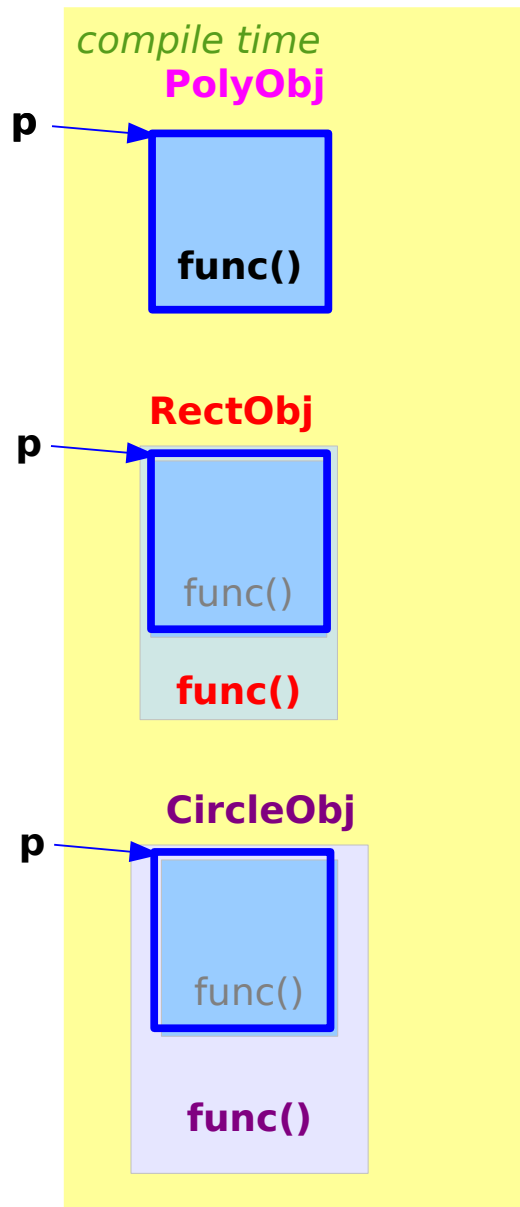 compile time
PolyObj
p
func()
RectObj
p
func()
func()
CircleObj
p
func()
func()